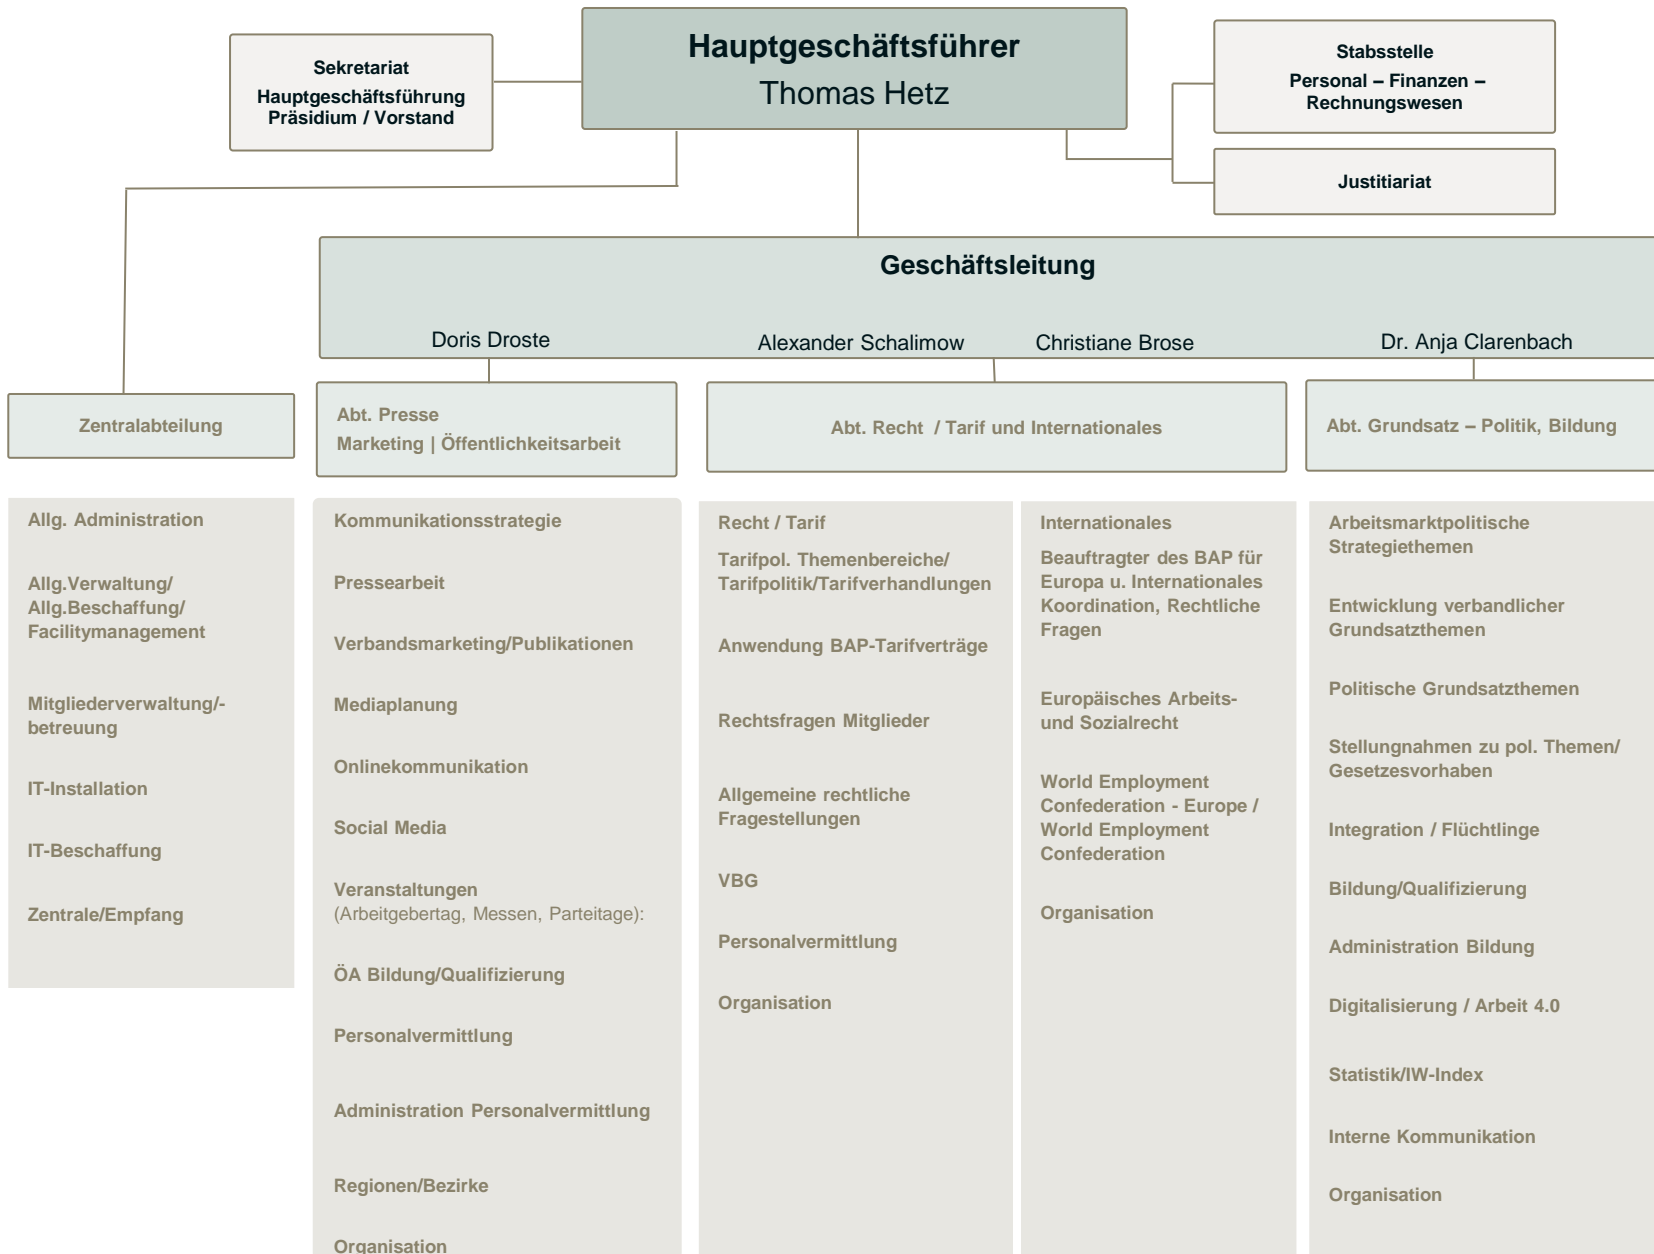 Hauptgeschäftsführer
Thomas Hetz
Sekretariat
Hauptgeschäftsführung
Präsidium / Vorstand
Stabsstelle
Personal – Finanzen –
Rechnungswesen
Justitiariat
Geschäftsleitung
Doris Droste
Alexander Schalimow
Christiane Brose
Dr. Anja Clarenbach
Zentralabteilung
Abt. Presse
Marketing | Öffentlichkeitsarbeit
Abt. Recht / Tarif und Internationales
Abt. Grundsatz – Politik, Bildung
Allg. Administration
Allg.Verwaltung/
Allg.Beschaffung/
Facilitymanagement
Mitgliederverwaltung/-
betreuung
IT-Installation
IT-Beschaffung
Zentrale/Empfang
Kommunikationsstrategie
Pressearbeit
Verbandsmarketing/Publikationen
Mediaplanung
Onlinekommunikation
Social Media
Veranstaltungen
(Arbeitgebertag, Messen, Parteitage):
ÖA Bildung/Qualifizierung
Personalvermittlung
Administration Personalvermittlung
Regionen/Bezirke
Organisation
Recht / Tarif
Tarifpol. Themenbereiche/
Tarifpolitik/Tarifverhandlungen
Anwendung BAP-Tarifverträge
Rechtsfragen Mitglieder
Allgemeine rechtliche
Fragestellungen
VBG
Personalvermittlung
Organisation
Internationales
Beauftragter des BAP für
Europa u. Internationales
Koordination, Rechtliche
Fragen
Europäisches Arbeits-
und Sozialrecht
World Employment
Confederation - Europe /
World Employment
Confederation
Organisation
Arbeitsmarktpolitische
Strategiethemen
Entwicklung verbandlicher
Grundsatzthemen
Politische Grundsatzthemen
Stellungnahmen zu pol. Themen/
Gesetzesvorhaben
Integration / Flüchtlinge
Bildung/Qualifizierung
Administration Bildung
Digitalisierung / Arbeit 4.0
Statistik/IW-Index
Interne Kommunikation
Organisation